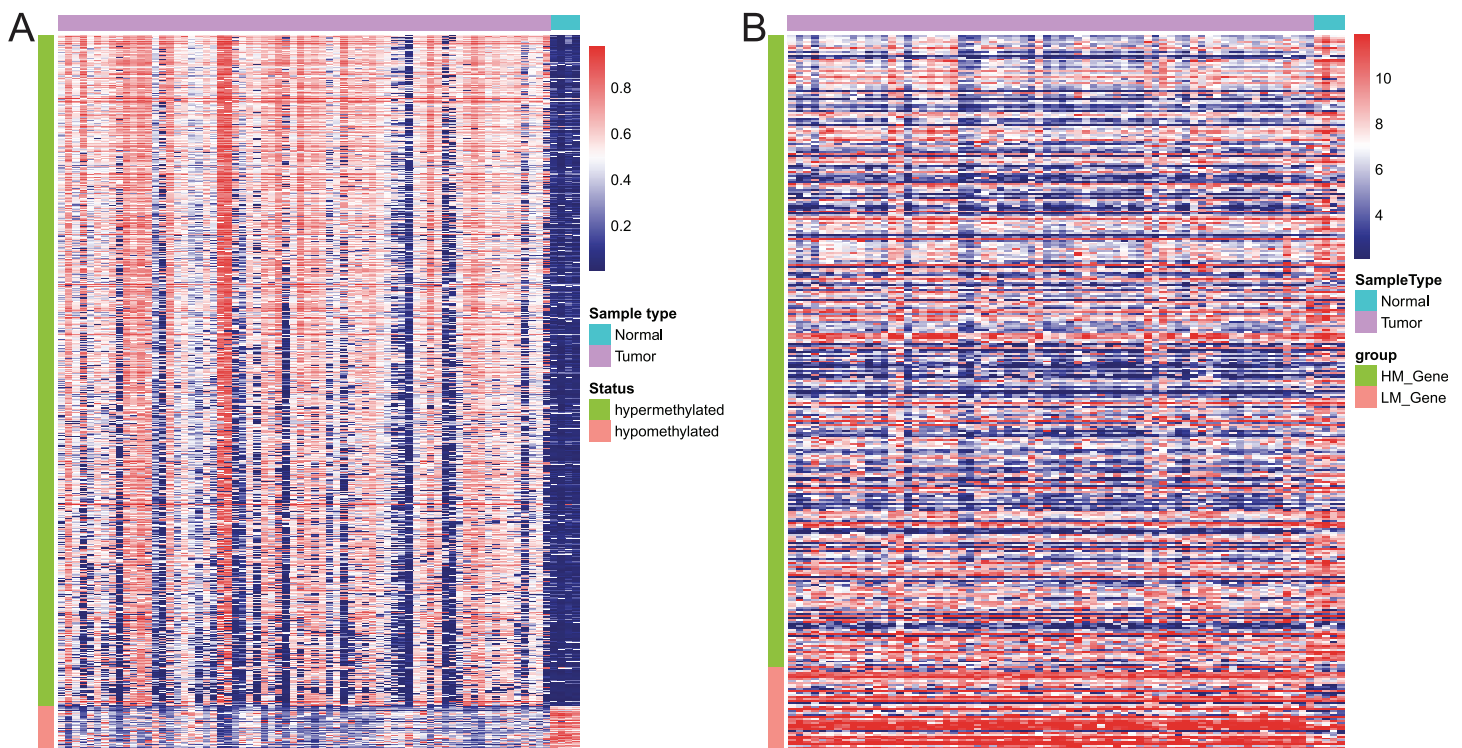 A
0.8
0.6
0.4
0.2
Sample type
Normal
Tumor
Status
hypermethylated
hypomethylated
B
10
8
6
4
SampleType
Normal
Tumor
group
HM_Gene
LM_Gene